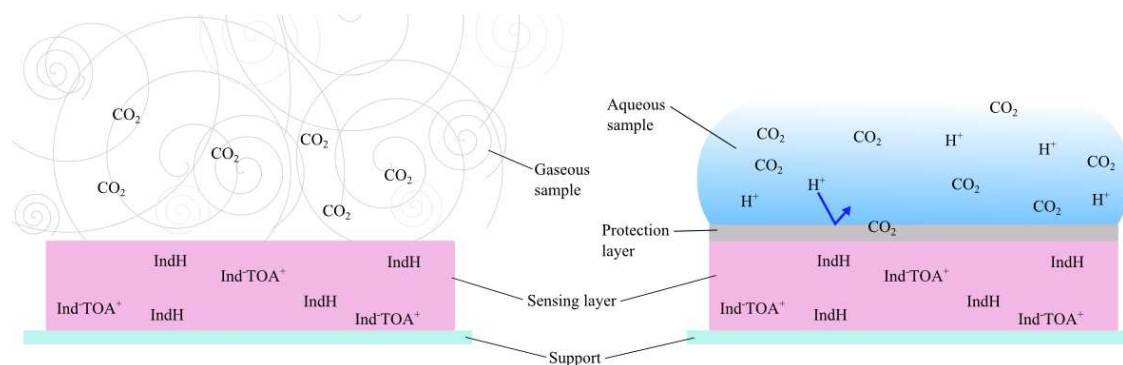 CO₂
CO₂
CO₂
CO₂
CO₂
CO₂
Gaseous
sample
IndH
IndH
Ind⁻TOA⁺
IndH
Ind⁻TOA⁺
IndH
Ind⁻TOA⁺
Sensing layer
Support
Aqueous
sample
Protection
layer
CO₂
CO₂
CO₂
H⁺
H⁺
CO₂
CO₂
H⁺
CO₂
H⁺
CO₂
H⁺
CO₂
IndH
IndH
Ind⁻TOA⁺
IndH
Ind⁻TOA⁺
IndH
Ind⁻TOA⁺